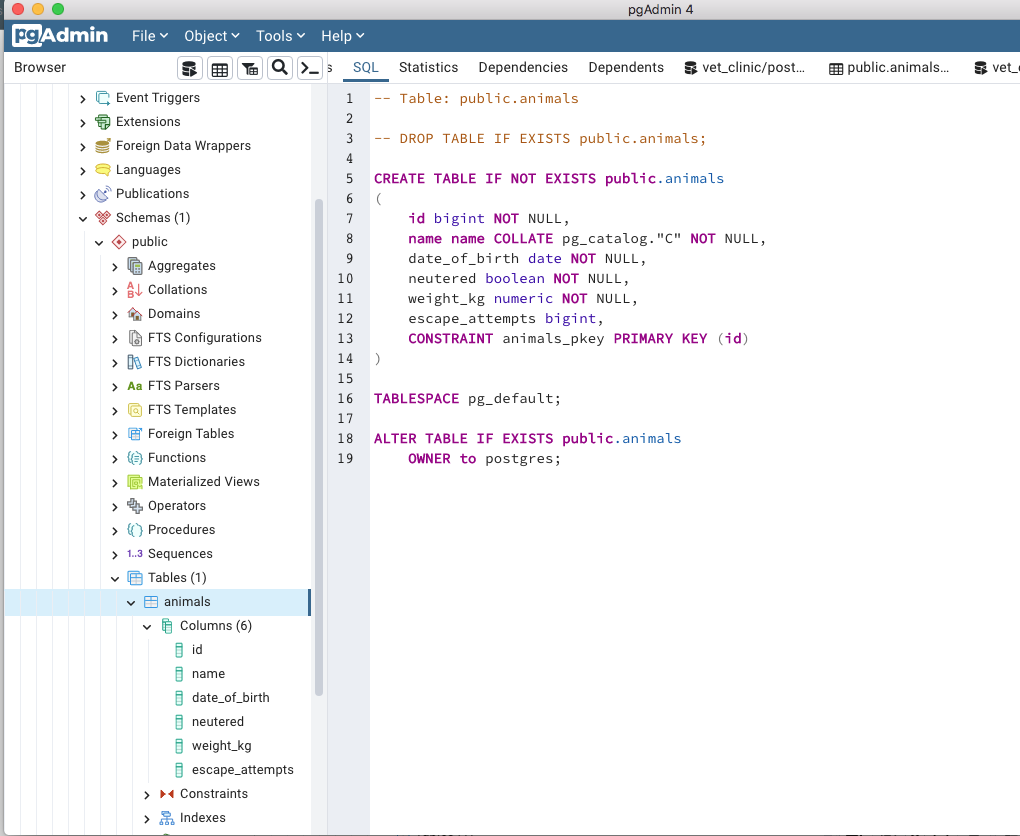 pgAdmin 4
pgAdmin File Object Tools Help
Browser
s SQL Statistics Dependencies Dependents vet_clinic/post... public.animals... vet_
Event Triggers
Extensions
Foreign Data Wrappers
Languages
Publications
Schemas (1)
public
Aggregates
Collations
Domains
FTS Configurations
FTS Dictionaries
Aa FTS Parsers
FTS Templates
Foreign Tables
Functions
Materialized Views
Operators
Procedures
1..3 Sequences
Tables (1)
animals
Columns (6)
id
name
date_of_birth
neutered
weight_kg
escape_attempts
Constraints
Indexes
1 -- Table: public.animals
2
3 -- DROP TABLE IF EXISTS public.animals;
4
5 CREATE TABLE IF NOT EXISTS public.animals
6 (
7     id bigint NOT NULL,
8     name name COLLATE pg_catalog."C" NOT NULL,
9     date_of_birth date NOT NULL,
10     neutered boolean NOT NULL,
11     weight_kg numeric NOT NULL,
12     escape_attempts bigint,
13     CONSTRAINT animals_pkey PRIMARY KEY (id)
14 )
15
16 TABLESPACE pg_default;
17
18 ALTER TABLE IF EXISTS public.animals
19     OWNER to postgres;